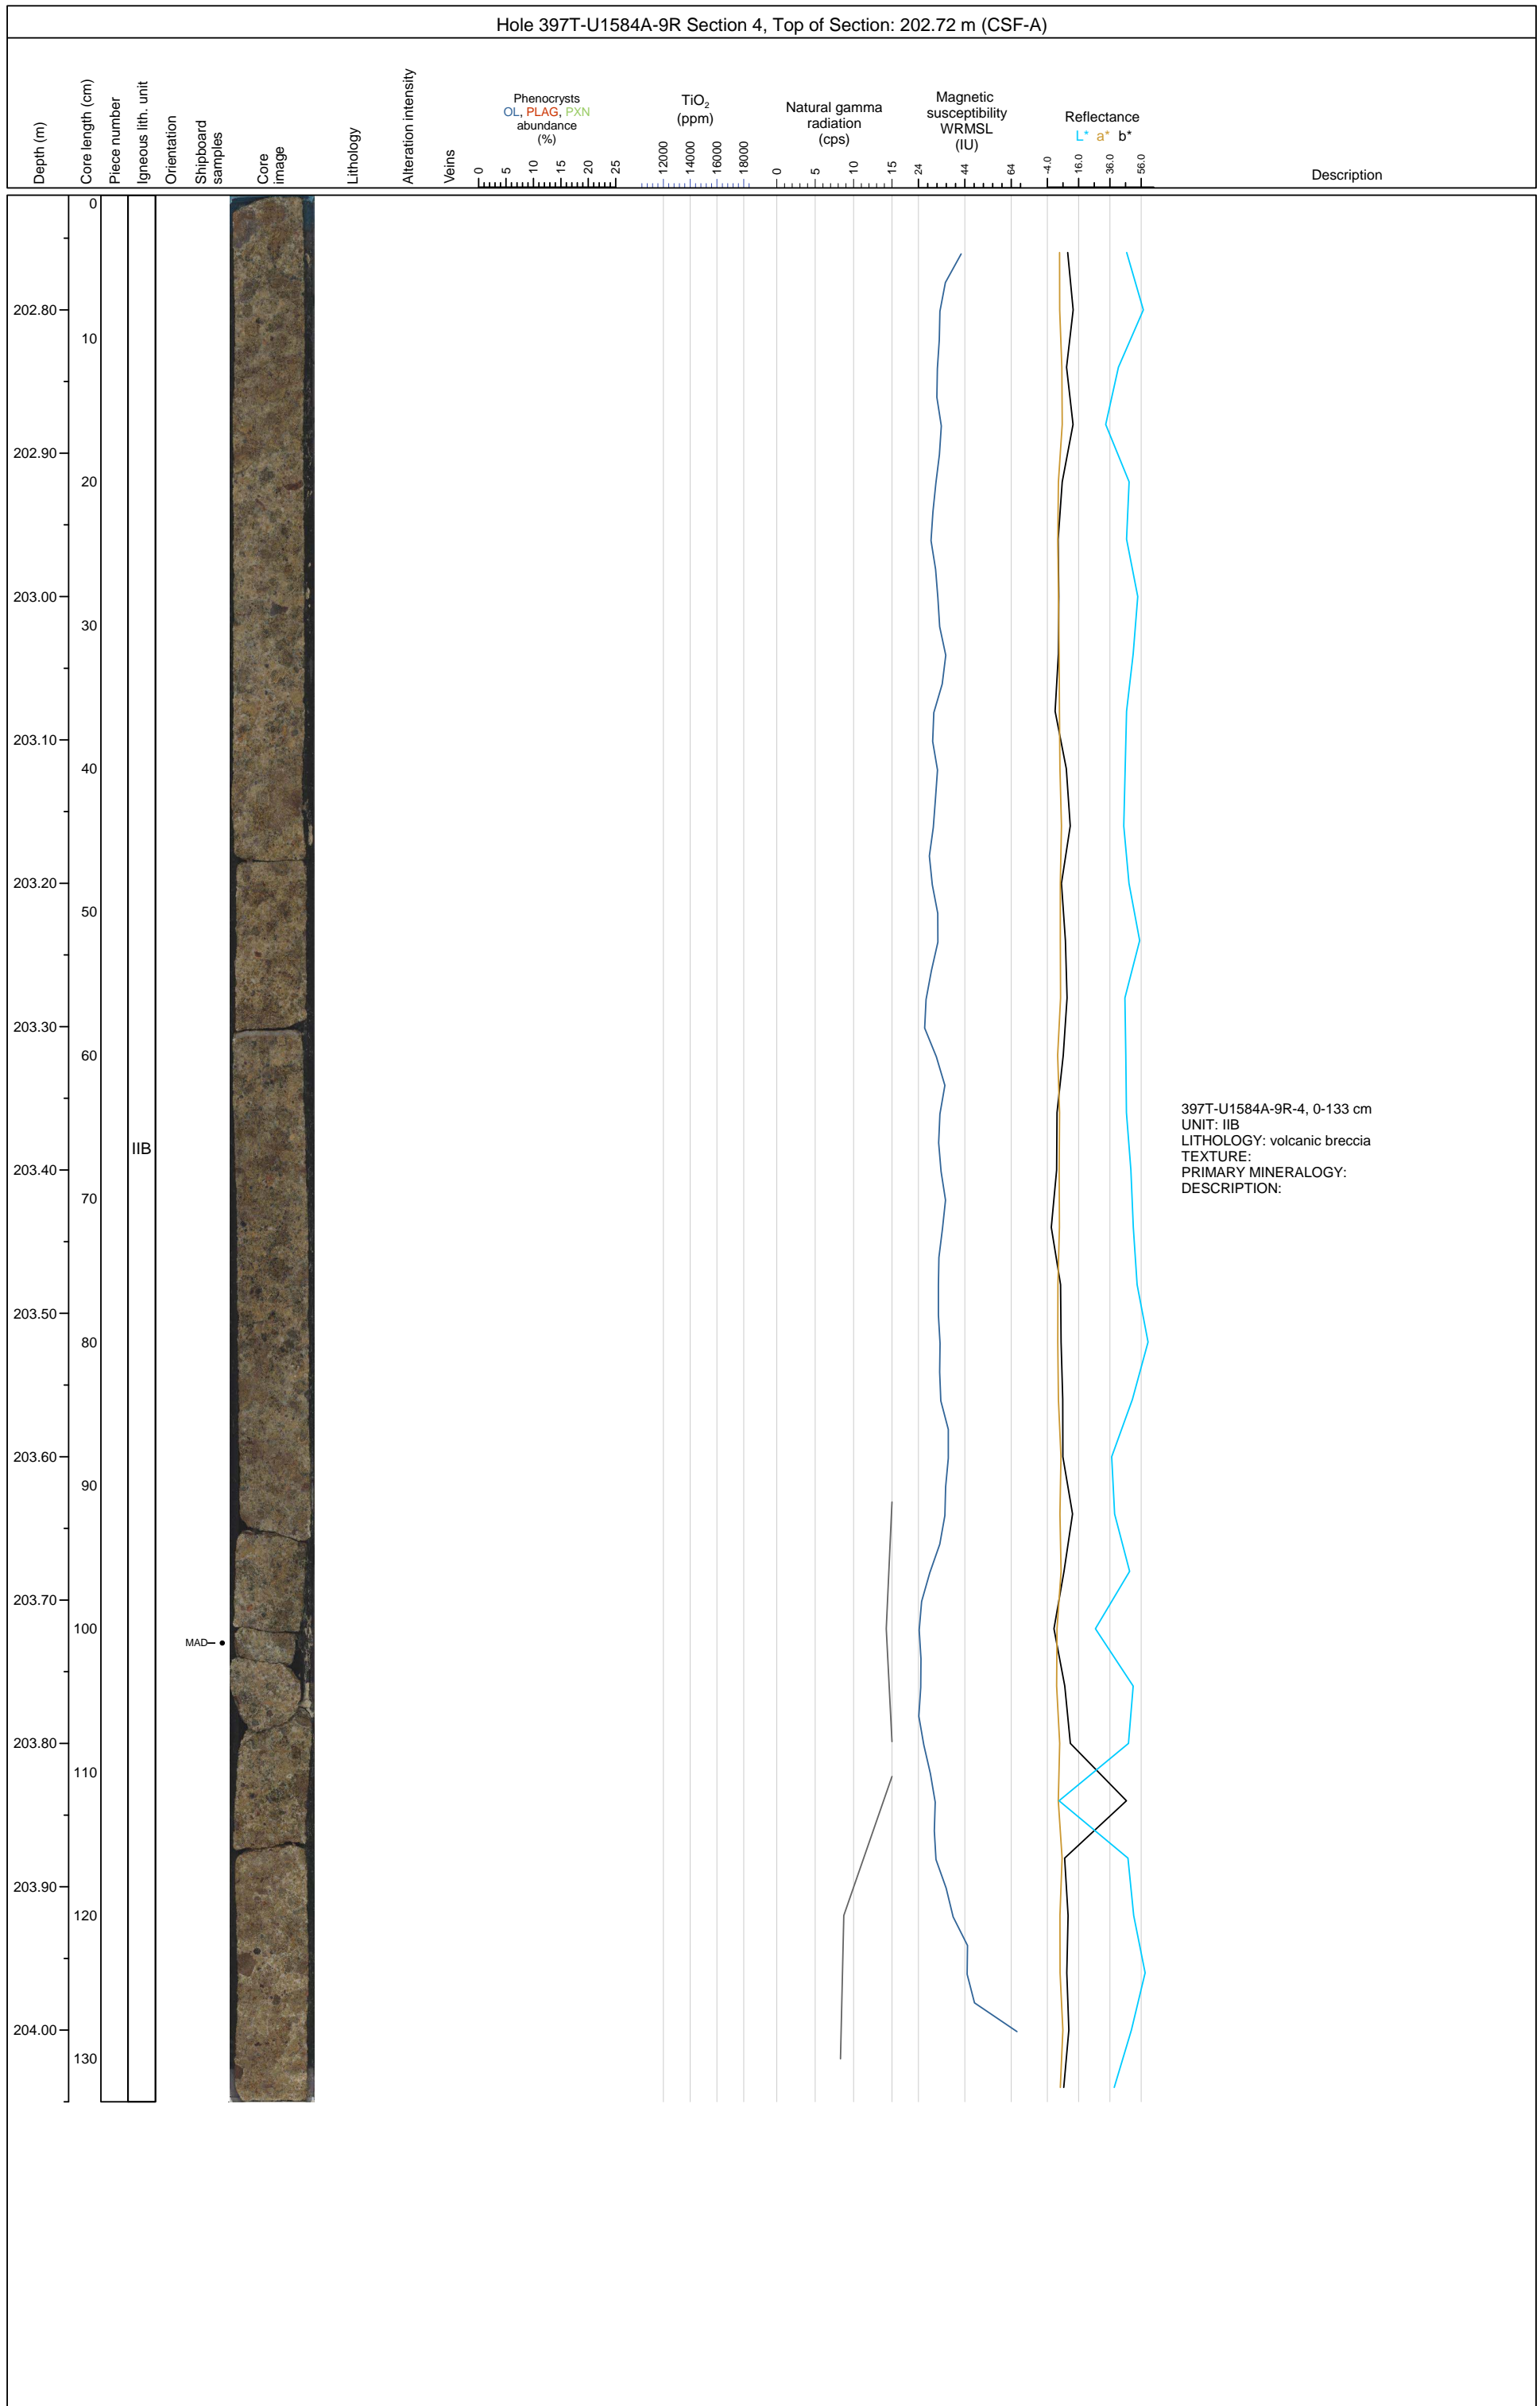 Hole 397T-U1584A-9R Section 4, Top of Section: 202.72 m (CSF-A)
Depth (m)
Core length (cm)
Piece number
Igneous lith. unit
Orientation
Shipboard
samples
Core
image
Lithology
Alteration intensity
Veins
Phenocrysts
OL, PLAG, PXN
abundance
(%)
0 5 10 15 20 25
TiO₂
(ppm)
12000 14000 16000 18000
Natural gamma
radiation
(cps)
0 5 10 15
Magnetic
susceptibility
WRMSL
(IU)
24 44 64
Reflectance
L* a* b*
-4.0 16.0 36.0 56.0
Description
0
202.80
10
202.90
20
203.00
30
203.10
40
203.20
50
203.30
60
397T-U1584A-9R-4, 0-133 cm
UNIT: IIB
LITHOLOGY: volcanic breccia
TEXTURE:
PRIMARY MINERALOGY:
DESCRIPTION:
IIB
203.40
70
203.50
80
203.60
90
203.70
100
MAD
203.80
110
203.90
120
204.00
130